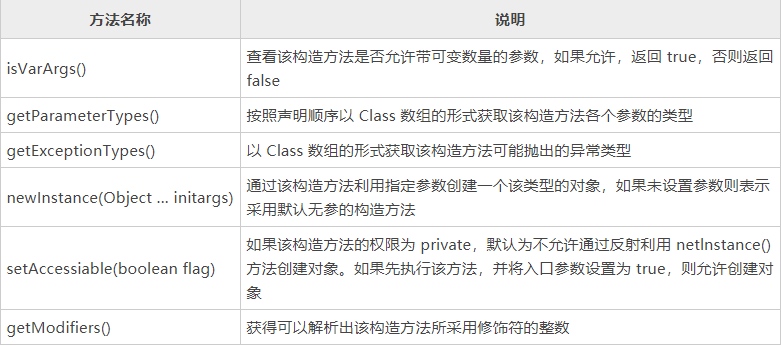 方法名称 说明
isVarArgs() 查看该构造方法是否允许带可变数量的参数，如果允许，返回 true，否则返回
false
getParameterTypes() 按照声明顺序以 Class 数组的形式获取该构造方法各个参数的类型
getExceptionTypes() 以 Class 数组的形式获取该构造方法可能抛出的异常类型
newInstance(Object … initargs) 通过该构造方法利用指定参数创建一个该类型的对象，如果未设置参数则表示
采用默认无参的构造方法
setAccessiable(boolean flag) 如果该构造方法的权限为 private，默认为不允许通过反射利用 netlnstance()
方法创建对象。如果先执行该方法，并将入口参数设置为 true，则允许创建对
象
getModifiers() 获得可以解析出该构造方法所采用修饰符的整数